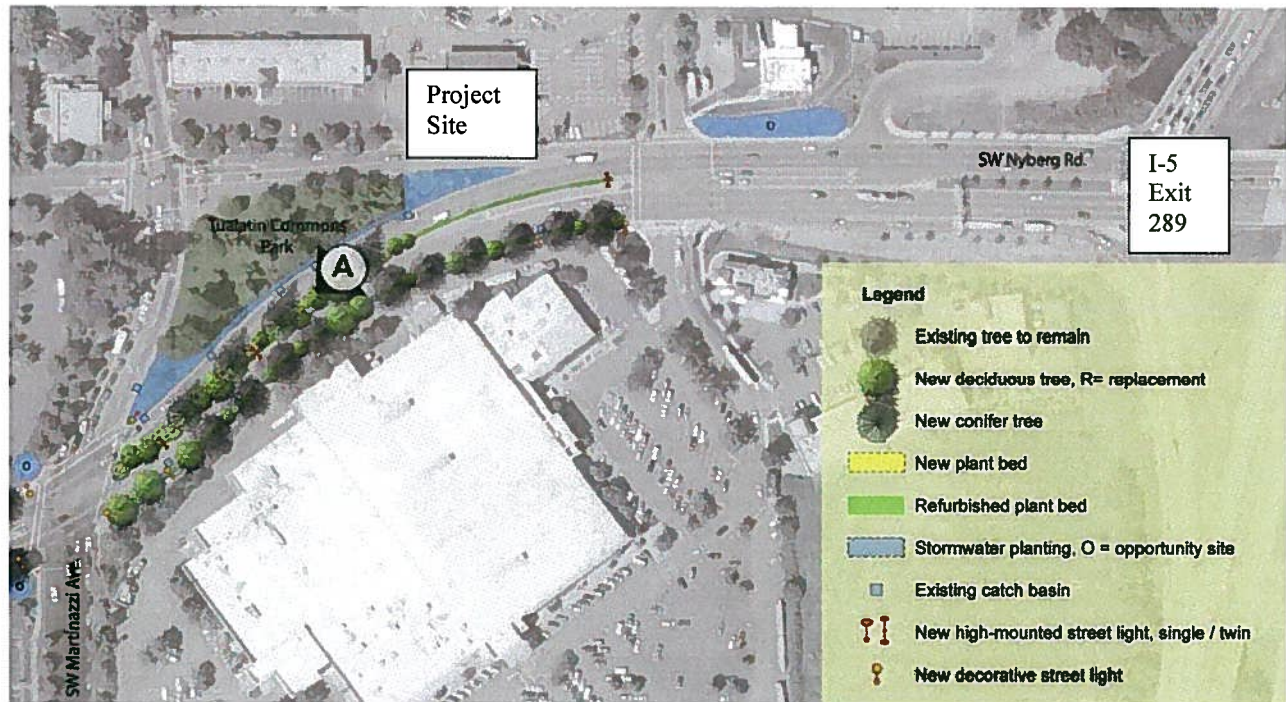 Project
Site
SW Nyberg Rd.
I-5
Exit
289
Tualatin Commons
Park
A
O
O
O
SW Martinazzi Ave.
Legend
Existing tree to remain
New deciduous tree, R= replacement
New conifer tree
New plant bed
Refurbished plant bed
Stormwater planting, O = opportunity site
Existing catch basin
New high-mounted street light, single / twin
New decorative street light